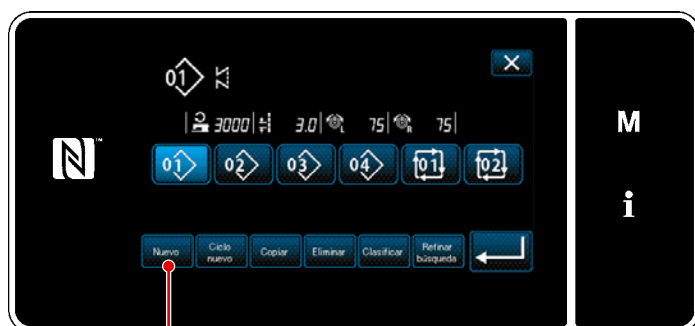 01
3000 3.0 L 75 R 75
01 02 03 04 01 02
Nuevo Ciclo nuevo Copiar Eliminar Clasificar Refinar búsqueda
N™
M
i